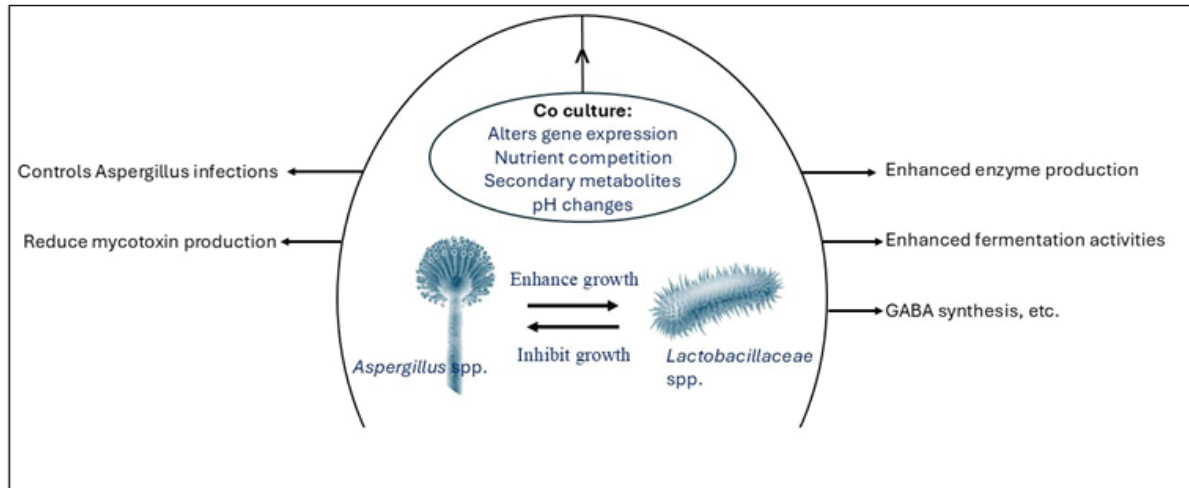 Co culture:
Alters gene expression
Nutrient competition
Secondary metabolites
pH changes
Controls Aspergillus infections
Reduce mycotoxin production
Enhanced enzyme production
Enhanced fermentation activities
GABA synthesis, etc.
Enhance growth
Inhibit growth
Aspergillus spp.
Lactobacillaceae
spp.